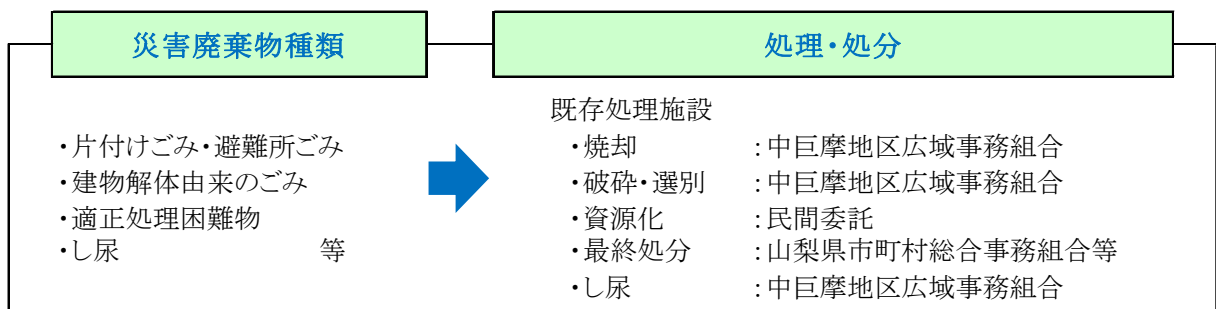 災害廃棄物種類
・片付けごみ・避難所ごみ
・建物解体由来のごみ
・適正処理困難物
・し尿 等
処理・処分
既存処理施設
・焼却 :中巨摩地区広域事務組合
・破砕・選別 :中巨摩地区広域事務組合
・資源化 :民間委託
・最終処分 :山梨県市町村総合事務組合等
・し尿 :中巨摩地区広域事務組合